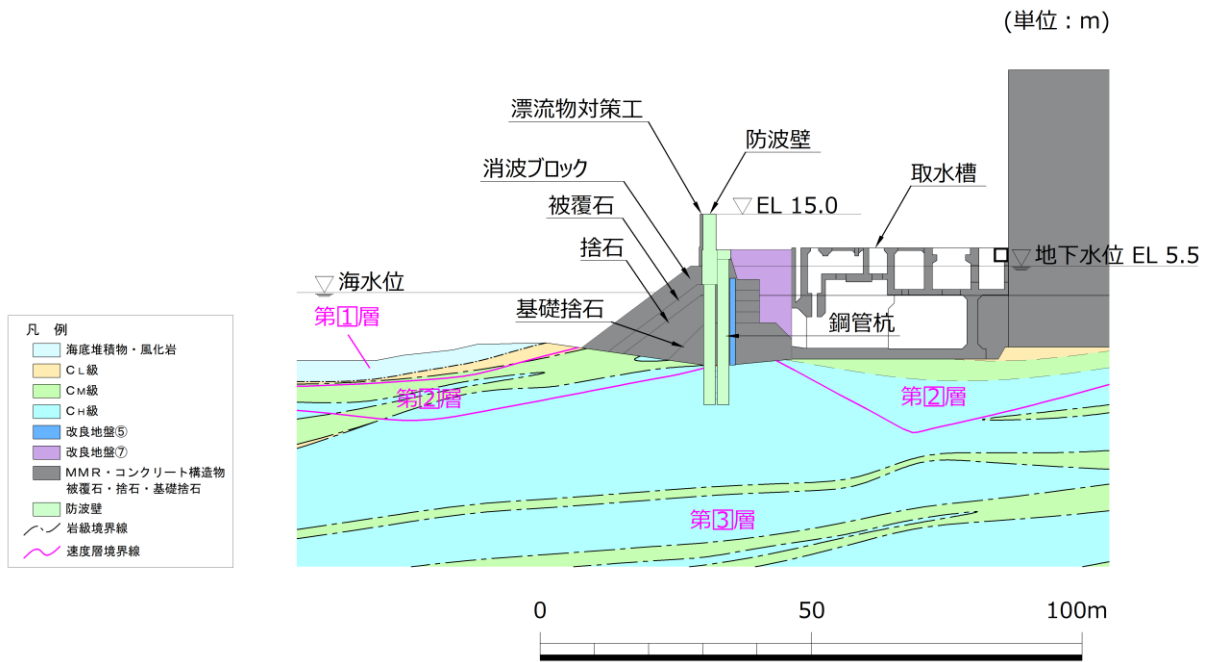 (単位：m)
漂流物対策工
防波壁
消波ブロック
取水槽
被覆石
EL 15.0
捨石
地下水位 EL 5.5
海水位
基礎捨石
鋼管杭
第1層
第2層
第2層
第3層
凡 例
海底堆積物・風化岩
CL級
CM級
CH級
改良地盤⑤
改良地盤⑦
MMR・コンクリート構造物
被覆石・捨石・基礎捨石
防波壁
岩級境界線
速度層境界線
0 50 100m